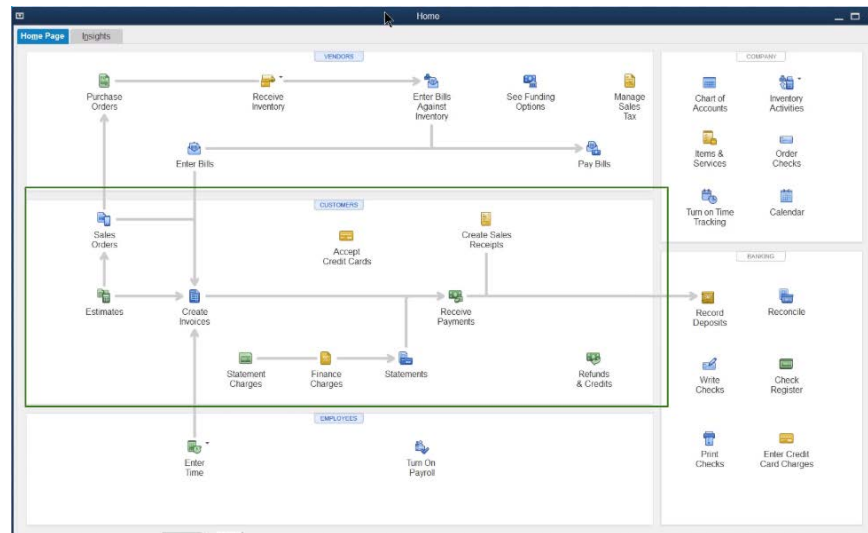 Home
Home Page
Insights
VENDORS
Purchase
Orders
Receive
Inventory
Enter Bills
Against
Inventory
See Funding
Options
Manage
Sales
Tax
Enter Bills
Pay Bills
CUSTOMERS
Sales
Orders
Accept
Credit Cards
Create Sales
Receipts
Estimates
Create
Invoices
Receive
Payments
Statement
Charges
Finance
Charges
Statements
Refunds
& Credits
EMPLOYEES
Enter
Time
Turn On
Payroll
COMPANY
Chart of
Accounts
Inventory
Activities
Items &
Services
Order
Checks
Turn on Time
Tracking
Calendar
BANKING
Record
Deposits
Reconcile
Write
Checks
Check
Register
Print
Checks
Enter Credit
Card Charges